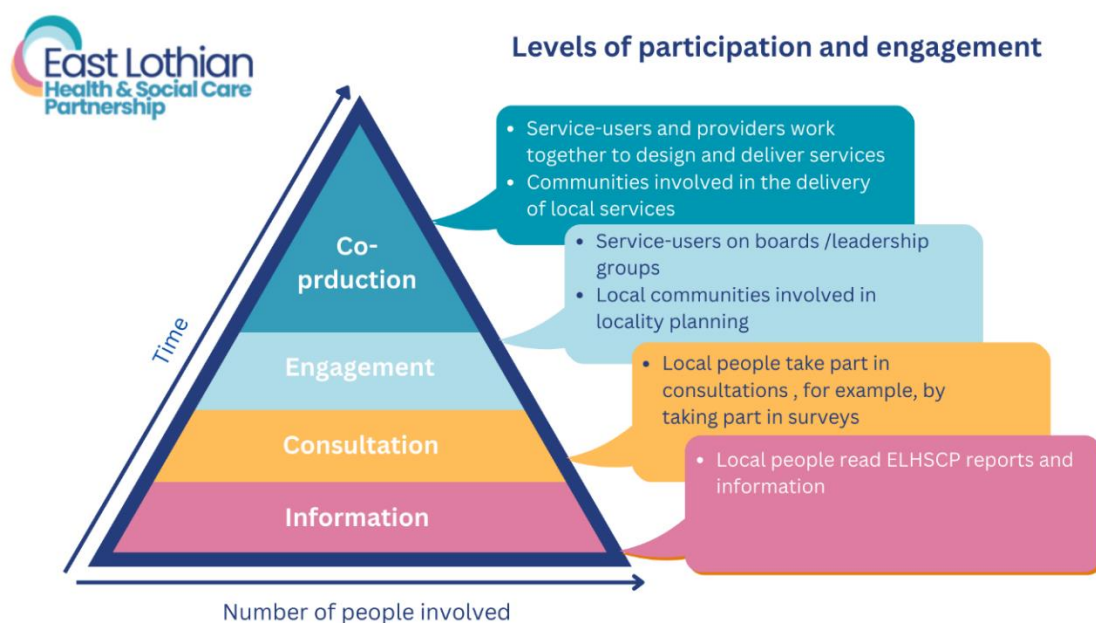 East Lothian
Health & Social Care
Partnership
Levels of participation and engagement
• Service-users and providers work
together to design and deliver services
• Communities involved in the delivery
of local services
• Service-users on boards /leadership
groups
• Local communities involved in
locality planning
• Local people take part in
consultations , for example, by
taking part in surveys
• Local people read ELHSCP reports and
information
Co-
prduction
Engagement
Consultation
Information
Time
Number of people involved